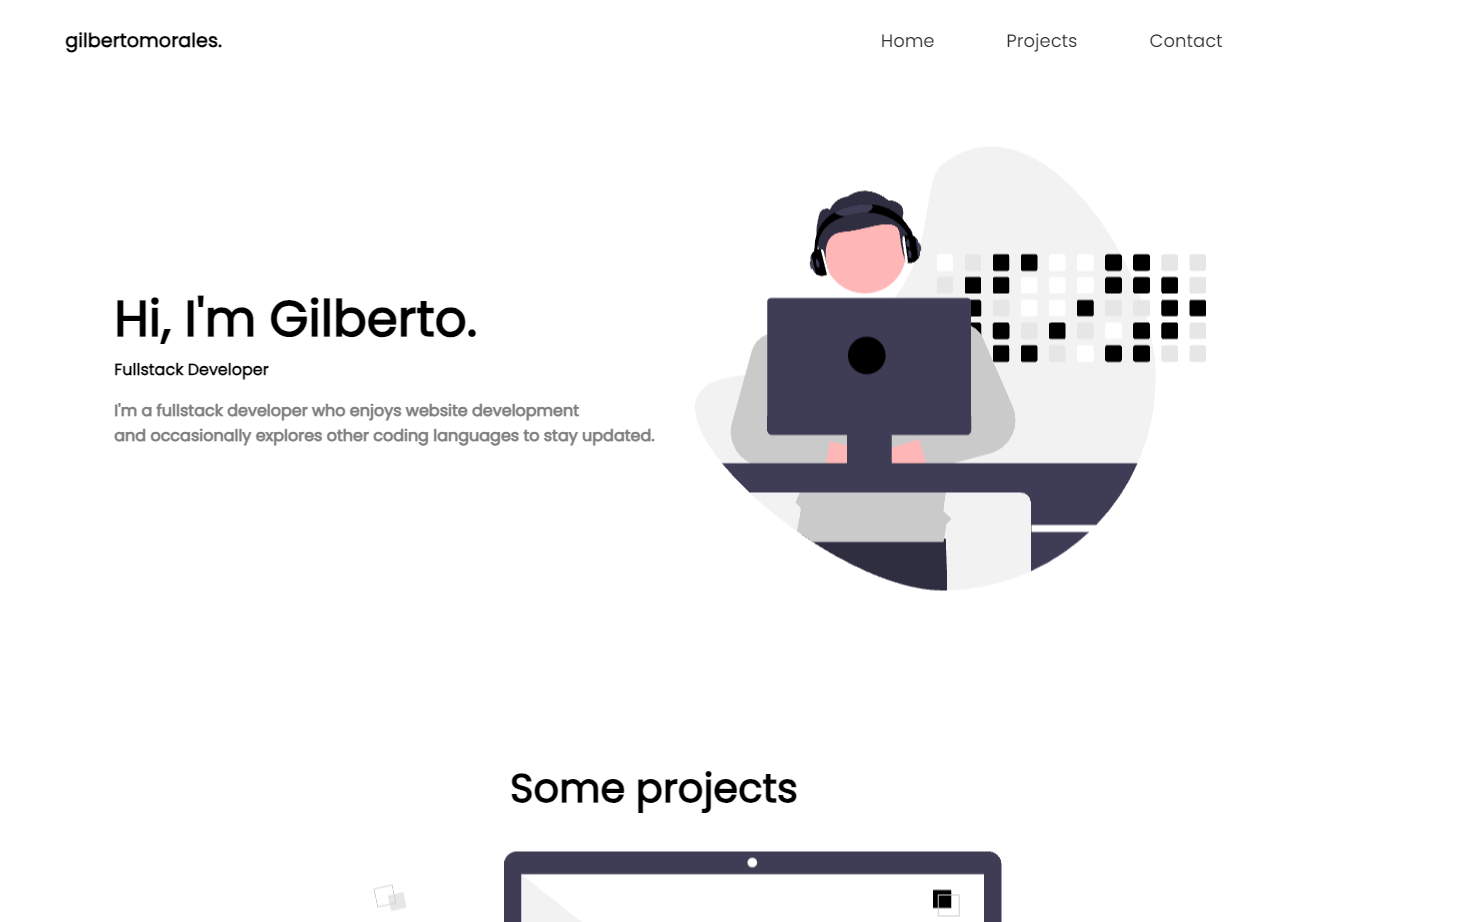 gilbertomorales.
Home Projects Contact
Hi, I'm Gilberto.
Fullstack Developer
I'm a fullstack developer who enjoys website development
and occasionally explores other coding languages to stay updated.
Some projects